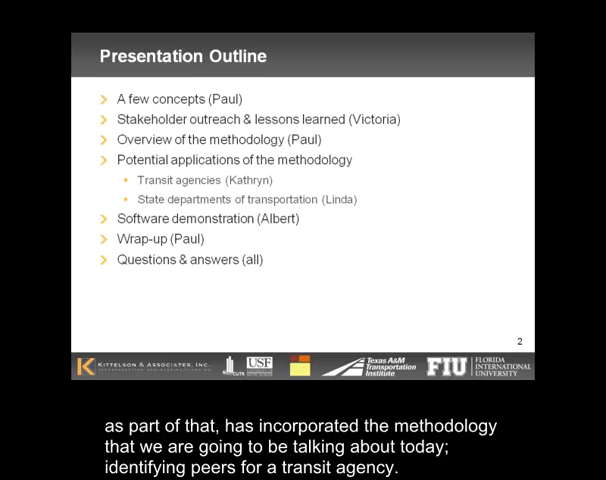 Presentation Outline
A few concepts (Paul)
Stakeholder outreach & lessons learned (Victoria)
Overview of the methodology (Paul)
Potential applications of the methodology
Transit agencies (Kathryn)
State departments of transportation (Linda)
Software demonstration (Albert)
Wrap-up (Paul)
Questions & answers (all)
2
KITTELSON & ASSOCIATES, INC.
CUTR
USF
Texas A&M
Transportation
Institute
FIU
FLORIDA
INTERNATIONAL
UNIVERSITY
as part of that, has incorporated the methodology
that we are going to be talking about today;
identifying peers for a transit agency.